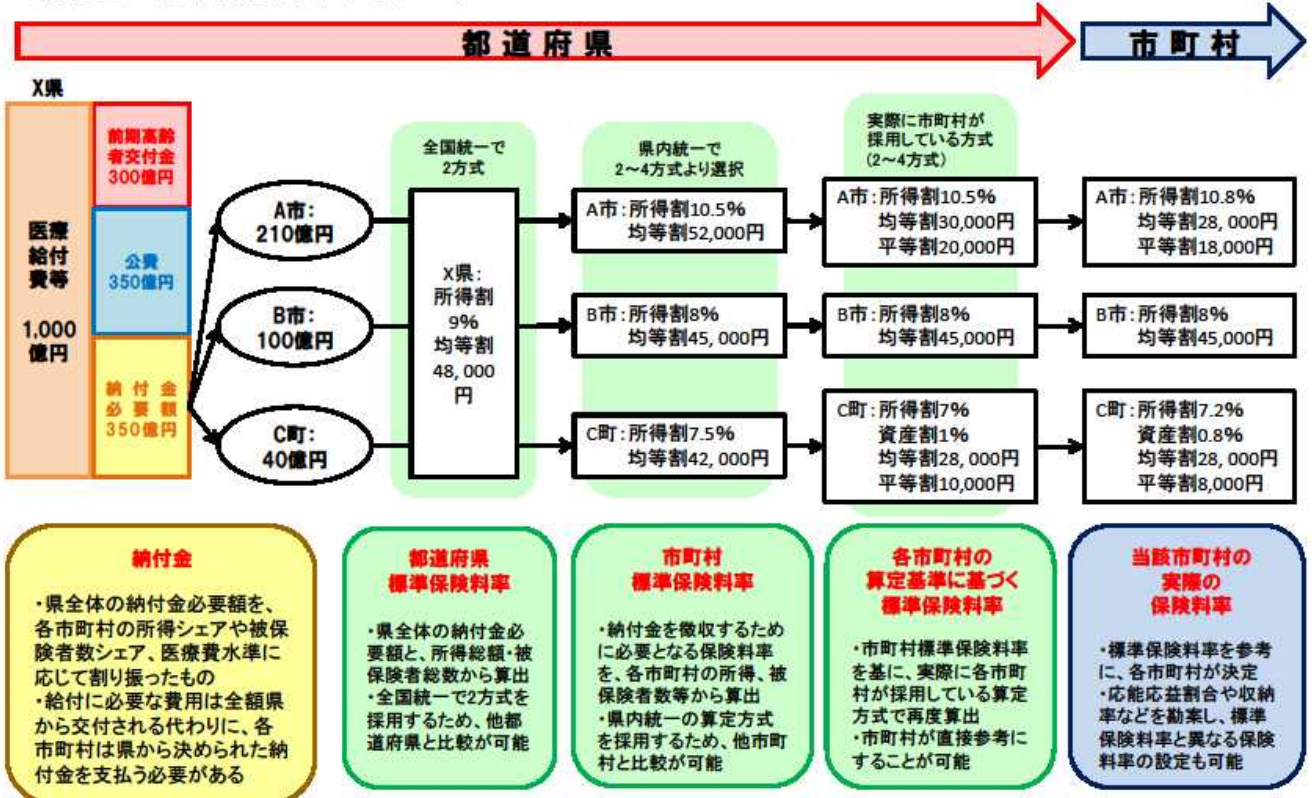 都道府県
市町村
X県
医療
給付
費等
1,000
億円
前期高齢
者交付金
300億円
公費
350億円
納付金
必要額
350億円
A市:
210億円
B市:
100億円
C町:
40億円
全国統一で
2方式
X県:
所得割
9%
均等割
48,000
円
県内統一で
2~4方式より選択
A市:所得割10.5%
均等割52,000円
B市:所得割8%
均等割45,000円
C町:所得割7.5%
均等割42,000円
実際に市町村が
採用している方式
(2~4方式)
A市:所得割10.5%
均等割30,000円
平等割20,000円
B市:所得割8%
均等割45,000円
C町:所得割7%
資産割1%
均等割28,000円
平等割10,000円
A市:所得割10.8%
均等割28,000円
平等割18,000円
B市:所得割8%
均等割45,000円
C町:所得割7.2%
資産割0.8%
均等割28,000円
平等割8,000円
納付金
・県全体の納付金必要額を、
各市町村の所得シェアや被保
険者数シェア、医療費水準に
応じて割り振ったもの
・給付に必要な費用は全額県
から交付される代わりに、各
市町村は県から決められた納
付金を支払う必要がある
都道府県
標準保険料率
・県全体の納付金必
要額と、所得総額・被
保険者総数から算出
・全国統一で2方式を
採用するため、他都
道府県と比較が可能
市町村
標準保険料率
・納付金を徴収するため
に必要となる保険料率
を、各市町村の所得、被
保険者数等から算出
・県内統一の算定方式
を採用するため、他市町
村と比較が可能
各市町村の
算定基準に基づく
標準保険料率
・市町村標準保険料率
を基に、実際に各市町
村が採用している算定
方式で再度算出
・市町村が直接参考に
することが可能
当該市町村の
実際の
保険料率
・標準保険料率を参考
に、各市町村が決定
・応能応益割合や収納
率などを勘案し、標準
保険料率と異なる保険
料率の設定も可能